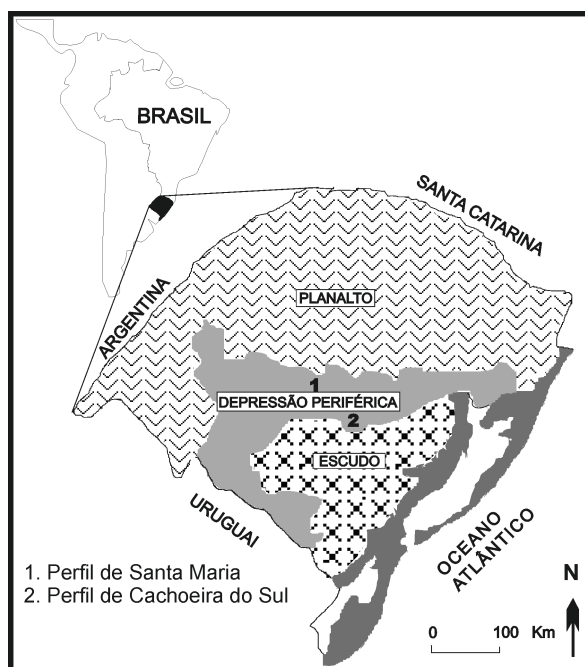 BRASIL
SANTA CATARINA
ARGENTINA
PLANALTO
1
DEPRESSÃO PERIFÉRICA
2
ESCUDO
URUGUAI
OCEANO
ATLÂNTICO
1. Perfil de Santa Maria
2. Perfil de Cachoeira do Sul
N
0 100 Km